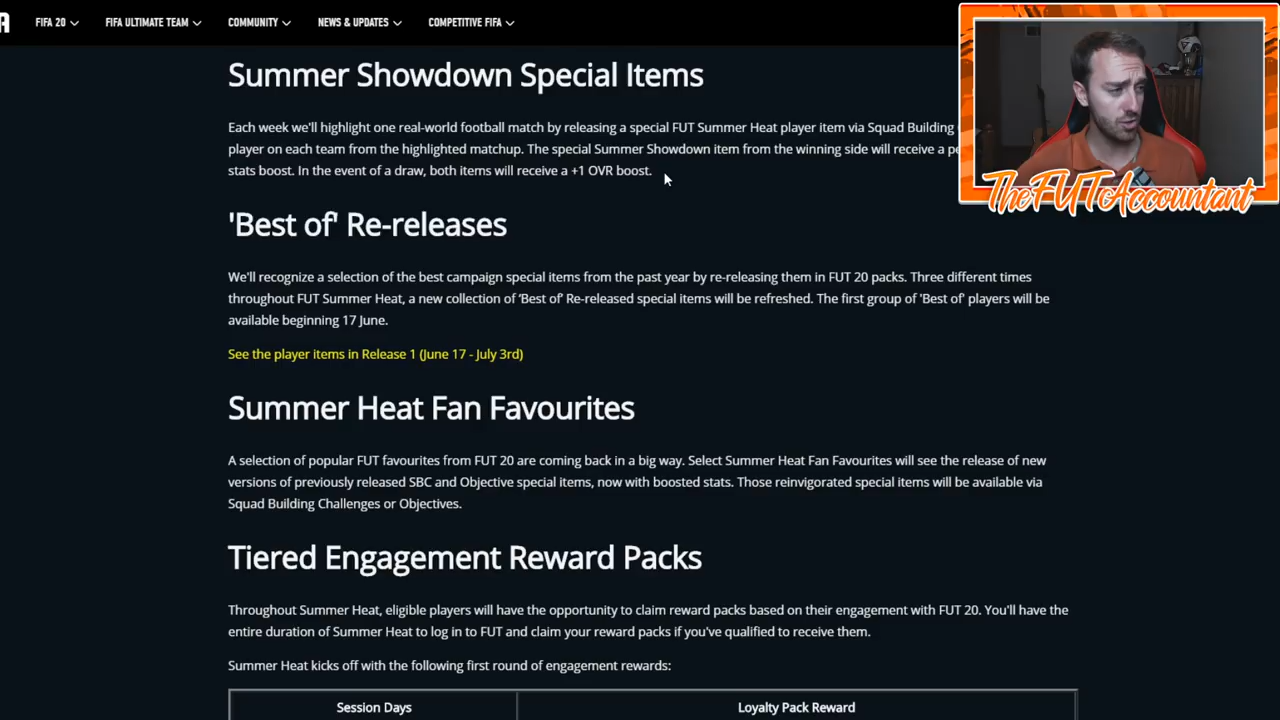 FIFA 20
FIFA ULTIMATE TEAM
COMMUNITY
NEWS & UPDATES
COMPETITIVE FIFA
Summer Showdown Special Items
Each week we'll highlight one real-world football match by releasing a special FUT Summer Heat player item via Squad Building
player on each team from the highlighted matchup. The special Summer Showdown item from the winning side will receive a
stats boost. In the event of a draw, both items will receive a +1 OVR boost.
TheFUTAccountant
'Best of' Re-releases
We'll recognize a selection of the best campaign special items from the past year by re-releasing them in FUT 20 packs. Three different times
throughout FUT Summer Heat, a new collection of 'Best of' Re-released special items will be refreshed. The first group of 'Best of' players will be
available beginning 17 June.
See the player items in Release 1 (June 17 - July 3rd)
Summer Heat Fan Favourites
A selection of popular FUT favourites from FUT 20 are coming back in a big way. Select Summer Heat Fan Favourites will see the release of new
versions of previously released SBC and Objective special items, now with boosted stats. Those reinvigorated special items will be available via
Squad Building Challenges or Objectives.
Tiered Engagement Reward Packs
Throughout Summer Heat, eligible players will have the opportunity to claim reward packs based on their engagement with FUT 20. You'll have the
entire duration of Summer Heat to log in to FUT and claim your reward packs if you've qualified to receive them.
Summer Heat kicks off with the following first round of engagement rewards:
Session Days
Loyalty Pack Reward